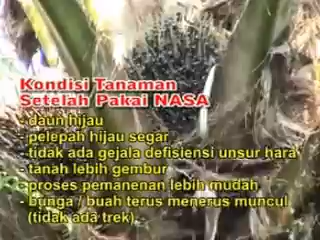 Kondisi Tanaman
Setelah Pakai NASA
- daun hijau
- pelepah hijau segar
- tidak ada gejala defisiensi unsur hara
- tanah lebih gembur
- proses pemanenan lebih mudah
- bunga / buah terus menerus muncul
(tidak ada trek)